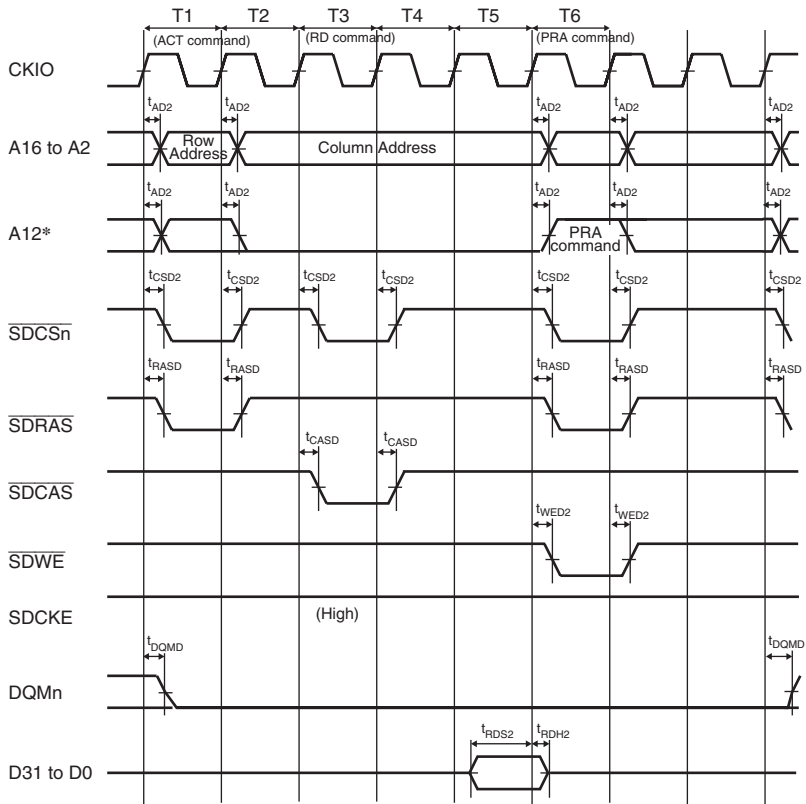 T1 T2 T3 T4 T5 T6
(ACT command) (RD command) (PRA command)
CKIO
tAD2 tAD2 tAD2 tAD2 tAD2
A16 to A2 Row Address Column Address
tAD2 tAD2 tAD2 tAD2 tAD2
A12* PRA command
tCSD2 tCSD2 tCSD2 tCSD2 tCSD2 tCSD2 tCSD2
SDCSn
tRASD tRASD tRASD tRASD tRASD
SDRAS
tCASD tCASD
SDCAS
tWED2 tWED2
SDWE
SDCKE (High)
tDQMD tDQMD
DQMn
tRDS2 tRDH2
D31 to D0